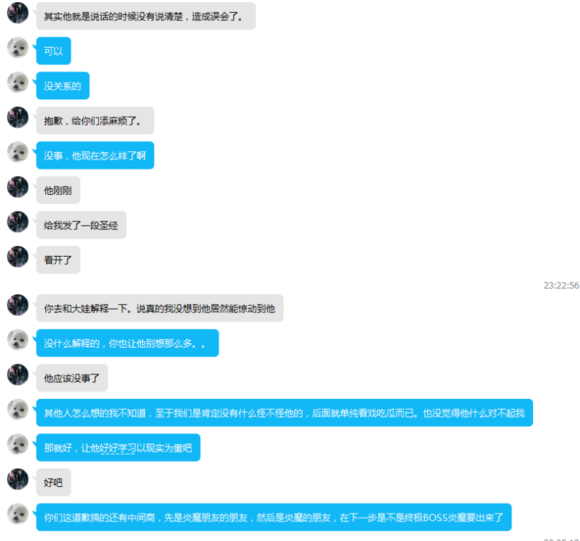 其实他就是说话的时候没有说清楚，造成误会了。
可以
没关系的
抱歉，给你们添麻烦了。
没事，他现在怎么样了啊
他刚刚
给我发了一段圣经
看开了
23:22:56
你去和大娃解释一下。说真的我没想到他居然能惊动到他
没什么解释的，你也让他别想那么多。。
他应该没事了
其他人怎么想的我不知道，至于我们是肯定没有什么怪不怪他的，后面就单纯看戏吃瓜而已。也没觉得他什么对不起我
那就好，让他好好学习以现实为重吧
好吧
你们这道歉搞的还有中间商，先是炎魔朋友的朋友，然后是炎魔的朋友，在下一步是不是终极BOSS炎魔要出来了